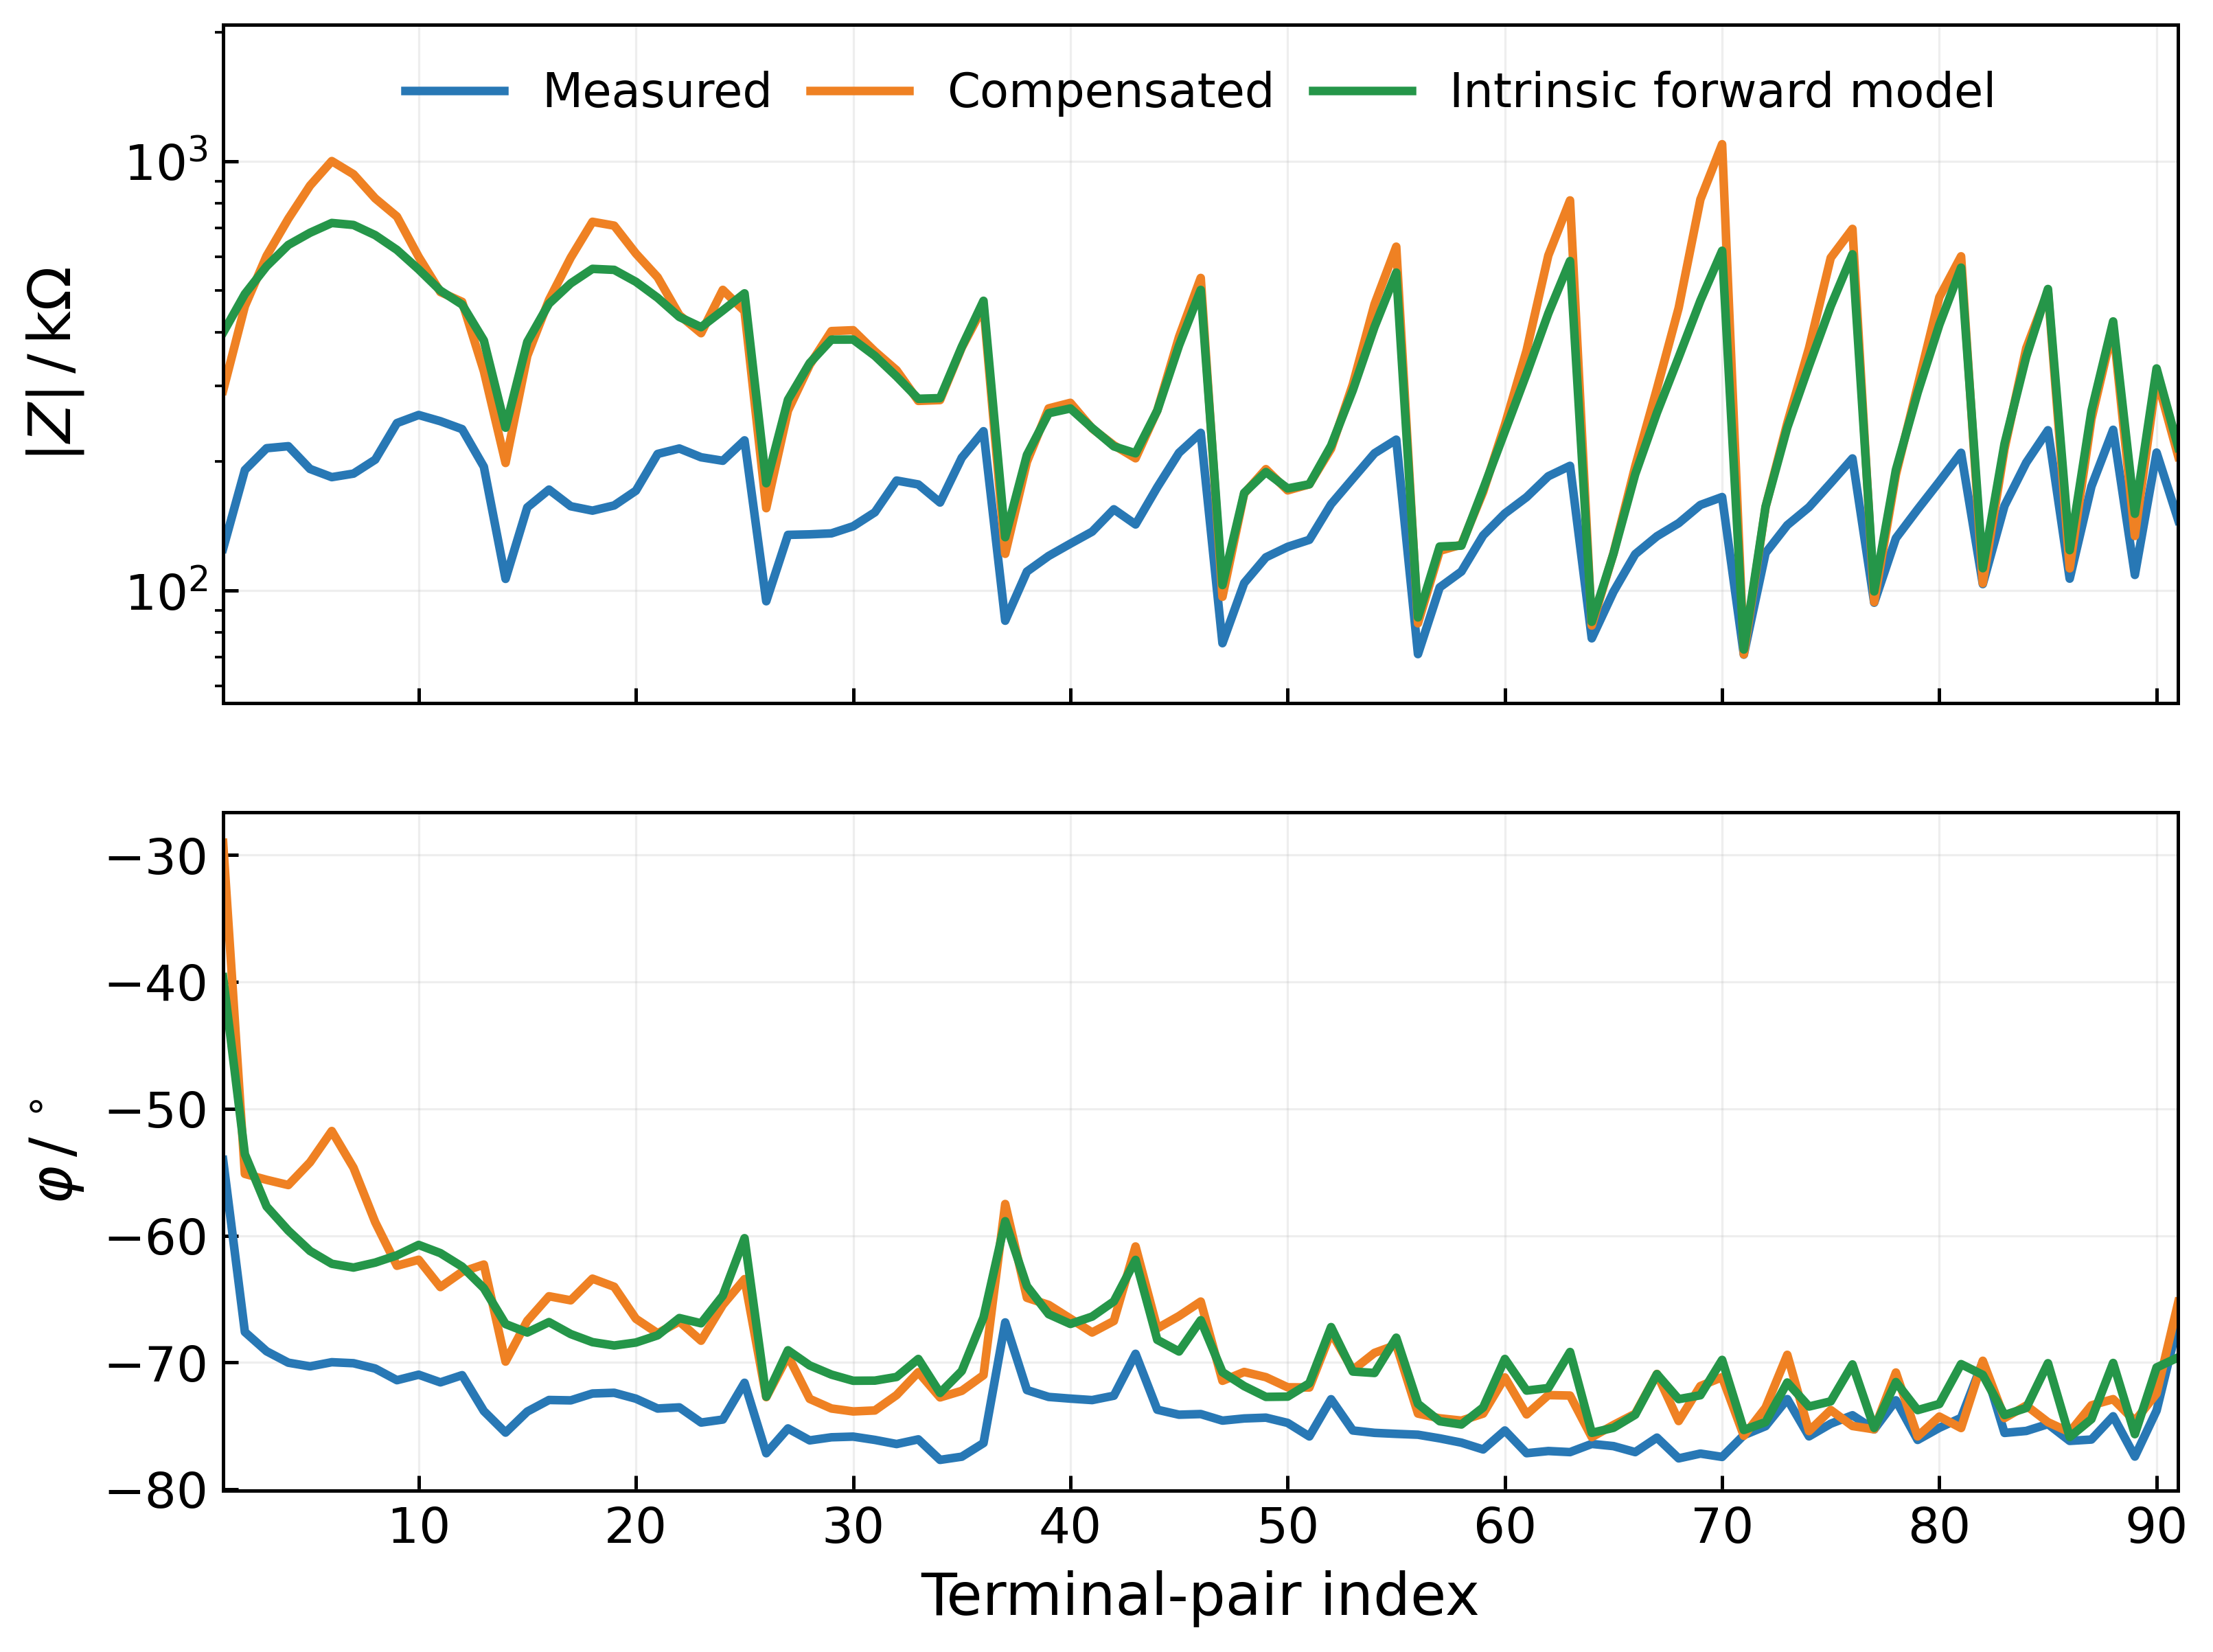 Measured Compensated Intrinsic forward model
10³
10²
|Z| / kΩ
−30
−40
−50
−60
−70
−80
φ / °
10 20 30 40 50 60 70 80 90
Terminal-pair index